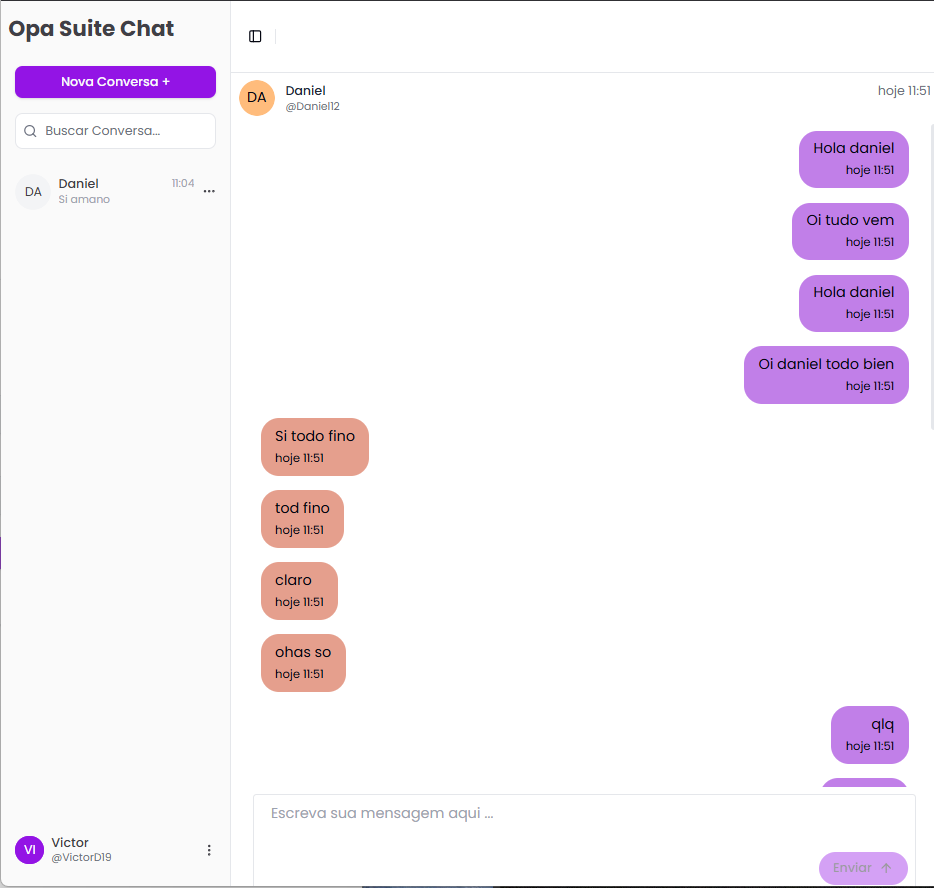 Opa Suite Chat
Nova Conversa +
Buscar Conversa...
DA
Daniel
11:04
Si amano
VI
Victor
@VictorD19
DA
Daniel
@Daniel12
hoje 11:51
Hola daniel
hoje 11:51
Oi tudo vem
hoje 11:51
Hola daniel
hoje 11:51
Oi daniel todo bien
hoje 11:51
Si todo fino
hoje 11:51
tod fino
hoje 11:51
claro
hoje 11:51
ohas so
hoje 11:51
qlq
hoje 11:51
Escreva sua mensagem aqui ...
Enviar